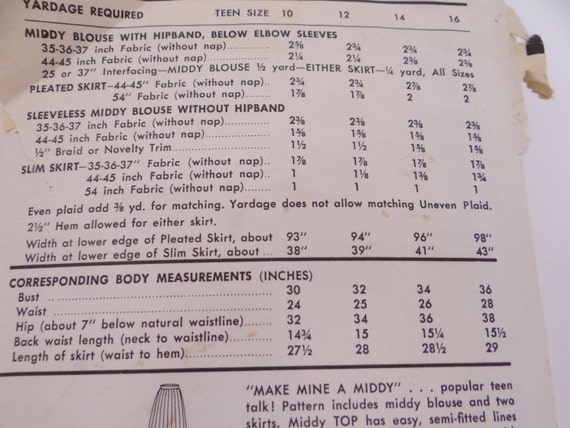 YARDAGE REQUIRED TEEN SIZE 10 12 14 16
MIDDY BLOUSE WITH HIPBAND, BELOW ELBOW SLEEVES
35-36-37 inch Fabric (without nap) 2⅝ 2¾ 2¾ 2¾
44-45 inch Fabric (without nap) 2¼ 2¼ 2⅜ 2⅜
25 or 37" Interfacing—MIDDY BLOUSE ½ yard—EITHER SKIRT—¼ yard, All Sizes
PLEATED SKIRT—44-45" Fabric (without nap).. 2¾ 2¾ 2⅞ 2⅞
54" Fabric (without nap)........ 1⅞ 1⅞ 2 2
SLEEVELESS MIDDY BLOUSE WITHOUT HIPBAND
35-36-37 inch Fabric (without nap)........ 2⅜ 2⅜ 2⅜ 2⅜
44-45 inch Fabric (without nap)........ 1⅝ 1⅝ 1⅝ 1⅝
½" Braid or Novelty Trim........ 1½ 1½ 1⅝ 1⅝
SLIM SKIRT—35-36-37" Fabric (without nap).. 1⅞ 1⅞ 1⅞ 1⅞
44-45 inch Fabric (without nap).... 1 1⅛ 1⅜ 1¾
54 inch Fabric (without nap)........ 1 1 1 1
Even plaid add ⅜ yd. for matching. Yardage does not allow matching Uneven Plaid.
2½" Hem allowed for either skirt.
Width at lower edge of Pleated Skirt, about 93" 94" 96" 98"
Width at lower edge of Slim Skirt, about ... 38" 39" 41" 43"
CORRESPONDING BODY MEASUREMENTS (INCHES)
Bust ........ 30 32 34 36
Waist ........ 24 25 26 28
Hip (about 7" below natural waistline)........ 32 34 36 38
Back waist length (neck to waistline)........ 14¾ 15 15¼ 15½
Length of skirt (waist to hem)........ 27½ 28 28½ 29
"MAKE MINE A MIDDY" . . . popular teen
talk! Pattern includes middy blouse and two
skirts. Middy TOP has easy, semi-fitted lines